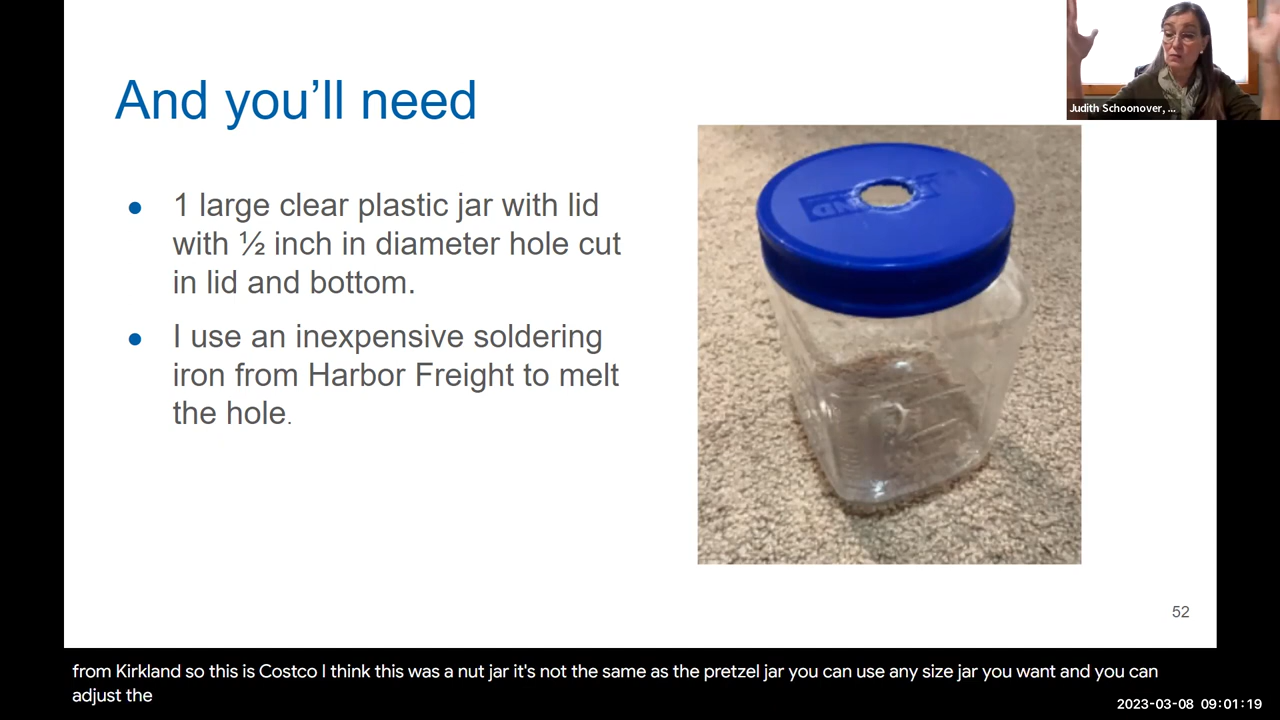 And you’ll need
Judith Schoonover, ...
● 1 large clear plastic jar with lid
with ½ inch in diameter hole cut
in lid and bottom.
● I use an inexpensive soldering
iron from Harbor Freight to melt
the hole.
52
from Kirkland so this is Costco I think this was a nut jar it's not the same as the pretzel jar you can use any size jar you want and you can
adjust the
2023-03-08 09:01:19